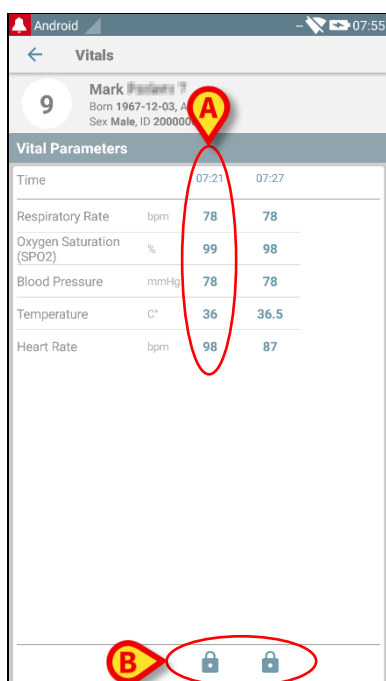 Android – 07:55
Vitals
9
Mark
Born 1967-12-03, A
Sex Male, ID 200000
A
Vital Parameters
Time 07:21 07:27
Respiratory Rate bpm 78 78
Oxygen Saturation
(SPO2) % 99 98
Blood Pressure mmHg 78 78
Temperature C° 36 36.5
Heart Rate bpm 98 87
B